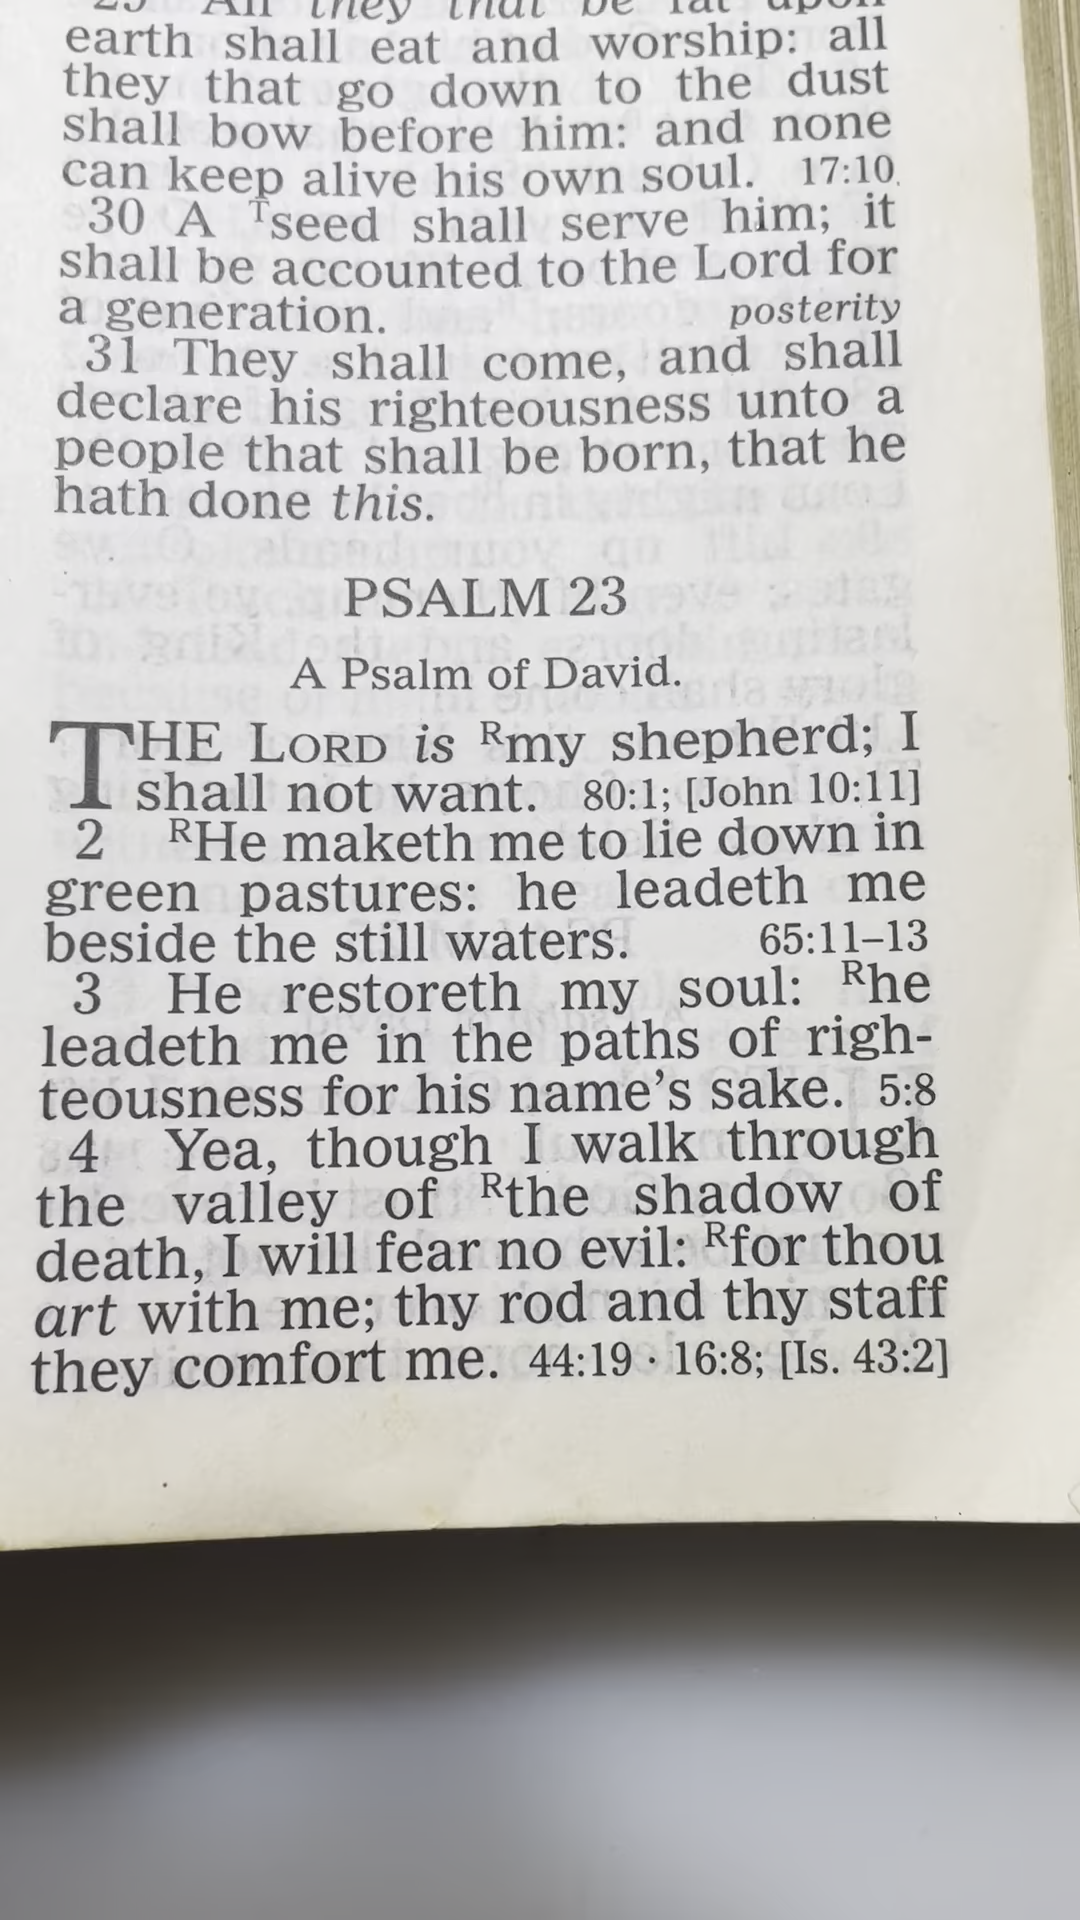 29 All they that be fat upon
earth shall eat and worship: all
they that go down to the dust
shall bow before him: and none
can keep alive his own soul. 17:10
30 A ᵀseed shall serve him; it
shall be accounted to the Lord for
a generation. posterity
31 They shall come, and shall
declare his righteousness unto a
people that shall be born, that he
hath done this.
PSALM 23
A Psalm of David.
THE LORD is ᴿmy shepherd; I
shall not want. 80:1; [John 10:11]
2 ᴿHe maketh me to lie down in
green pastures: he leadeth me
beside the still waters. 65:11–13
3 He restoreth my soul: ᴿhe
leadeth me in the paths of righ-
teousness for his name’s sake. 5:8
4 Yea, though I walk through
the valley of ᴿthe shadow of
death, I will fear no evil: ᴿfor thou
art with me; thy rod and thy staff
they comfort me. 44:19 · 16:8; [Is. 43:2]